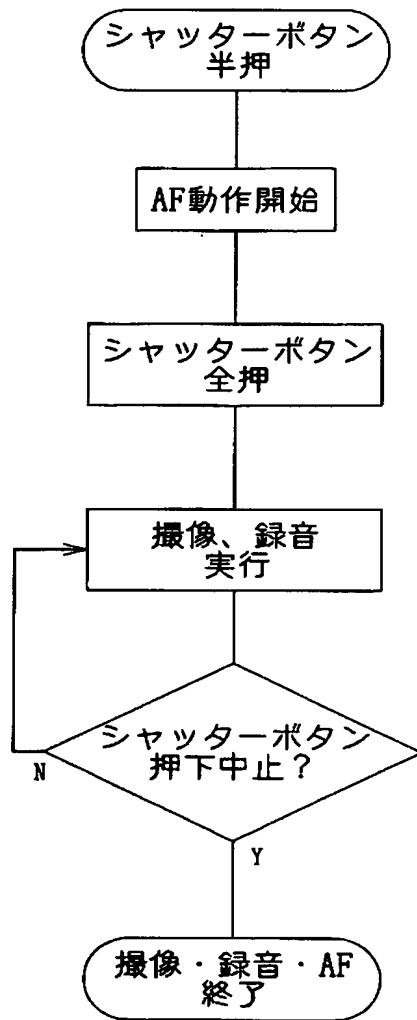 シャッターボタン
半押
AF動作開始
シャッターボタン
全押
撮像、録音
実行
シャッターボタン
押下中止？
N
Y
撮像・録音・AF
終了